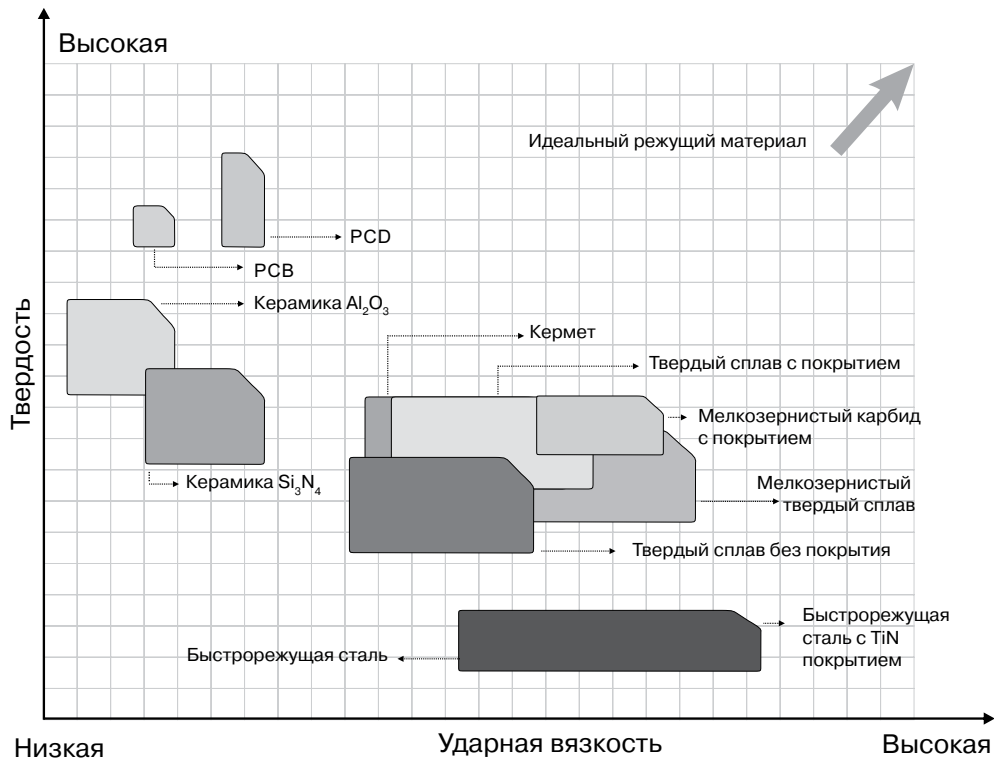 Высокая
Идеальный режущий материал
PCD
PCB
Керамика Al₂O₃
Кермет
Твердый сплав с покрытием
Мелкозернистый карбид
с покрытием
Керамика Si₃N₄
Мелкозернистый
твердый сплав
Твердый сплав без покрытия
Быстрорежущая
сталь с TiN
покрытием
Быстрорежущая сталь
Твердость
Низкая
Ударная вязкость
Высокая